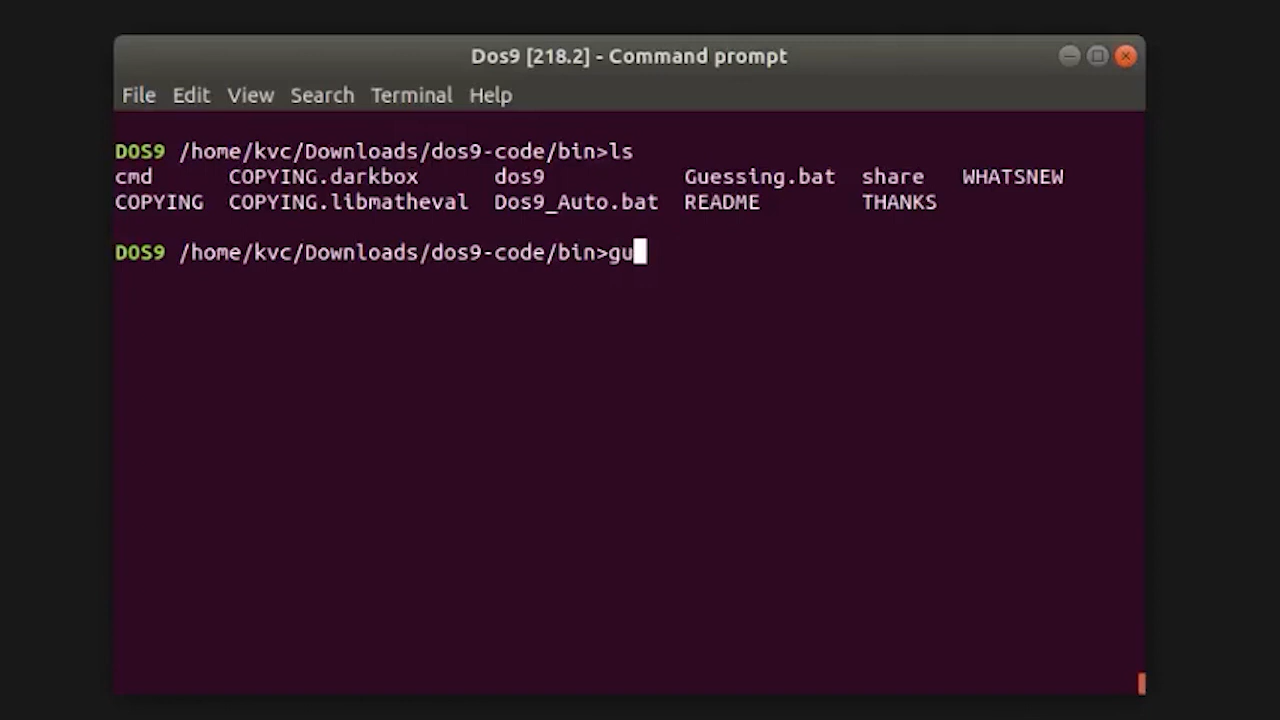 Dos9 [218.2] - Command prompt
File Edit View Search Terminal Help
DOS9 /home/kvc/Downloads/dos9-code/bin>ls
cmd COPYING.darkbox dos9 Guessing.bat share WHATSNEW
COPYING COPYING.libmatheval Dos9_Auto.bat README THANKS
DOS9 /home/kvc/Downloads/dos9-code/bin>gu